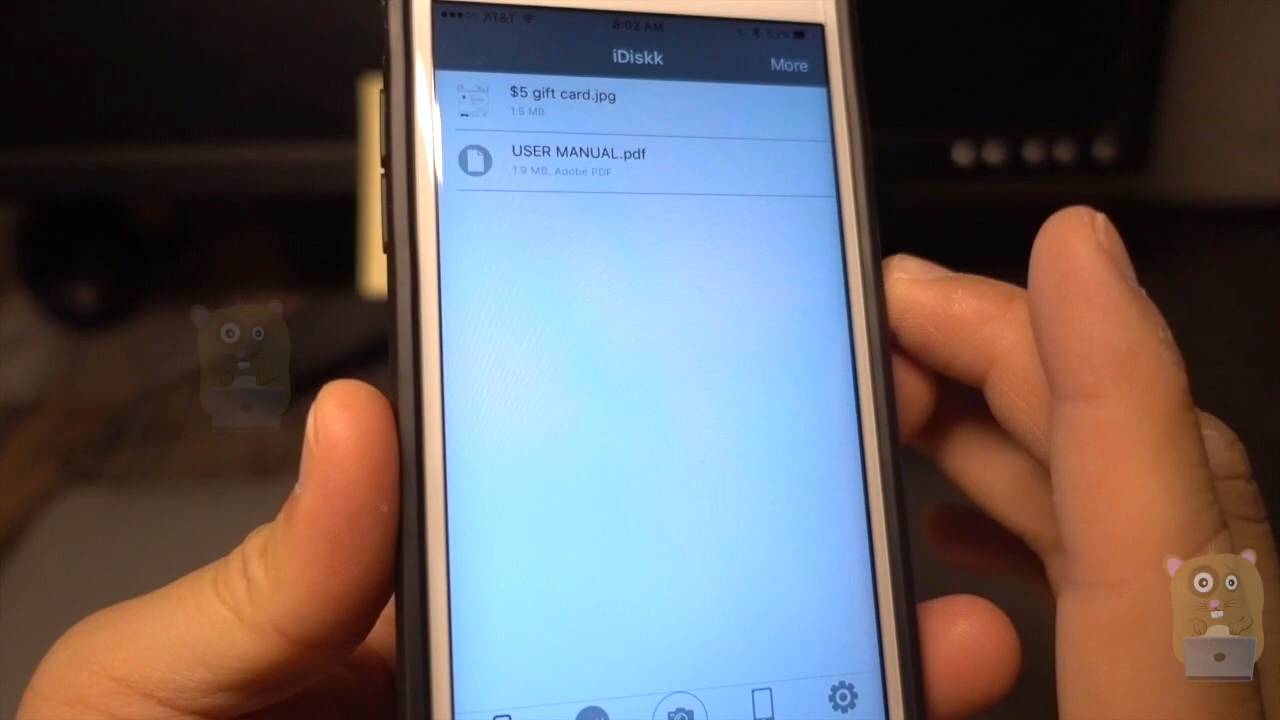 AT&T
8:02 AM
53%
iDiskk
More
$5 gift card.jpg
1.5 MB
USER MANUAL.pdf
1.9 MB, Adobe PDF